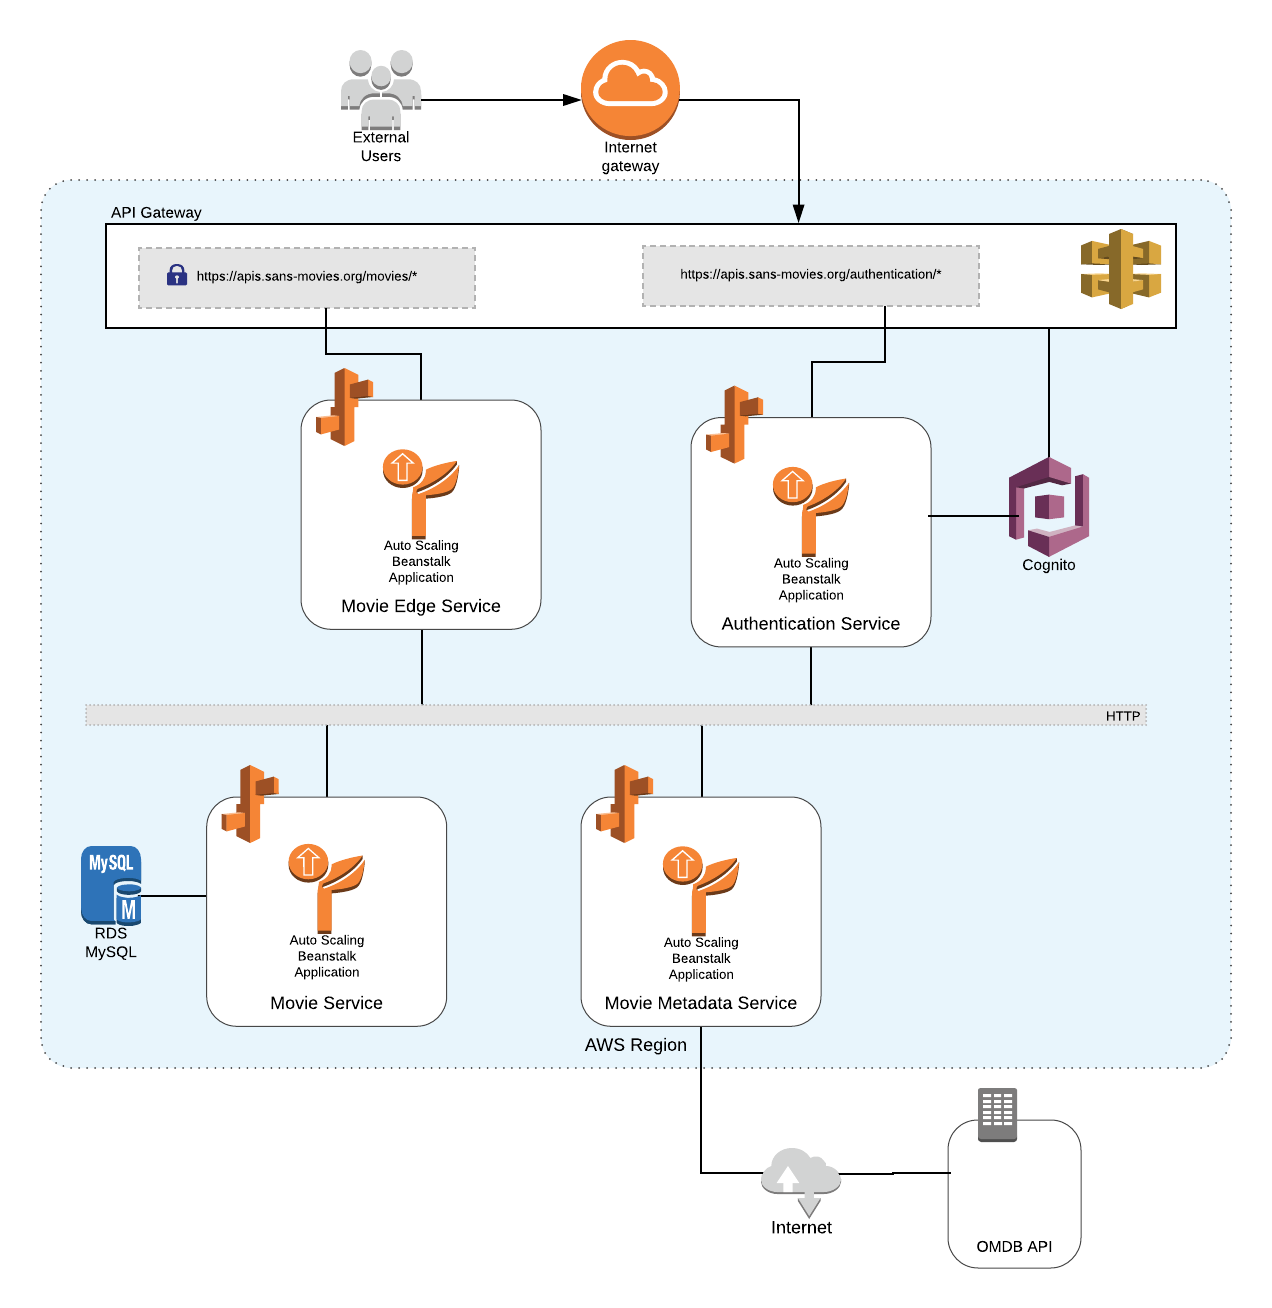 External
Users
Internet
gateway
API Gateway
https://apis.sans-movies.org/movies/*
https://apis.sans-movies.org/authentication/*
Auto Scaling
Beanstalk
Application
Movie Edge Service
Auto Scaling
Beanstalk
Application
Authentication Service
Cognito
HTTP
MySQL
M
RDS
MySQL
Auto Scaling
Beanstalk
Application
Movie Service
Auto Scaling
Beanstalk
Application
Movie Metadata Service
AWS Region
Internet
OMDB API